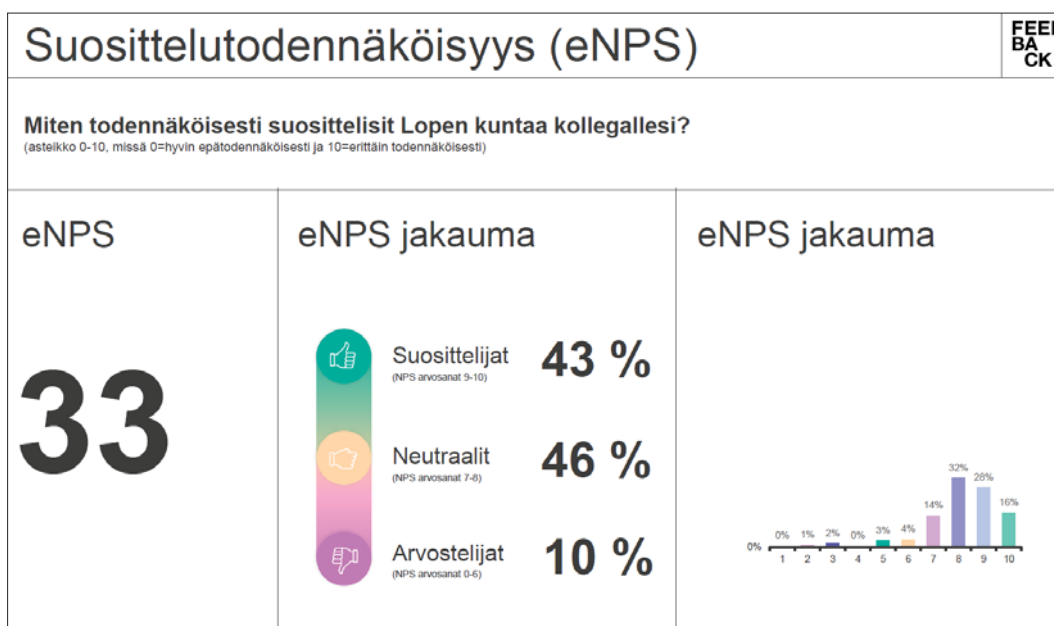 Suosittelutodennäköisyys (eNPS)
FEED
BA
CK
Miten todennäköisesti suosittelisit Lopen kuntaa kollegallesi?
(asteikko 0-10, missä 0=hyvin epätodennäköisesti ja 10=erittäin todennäköisesti)
eNPS
33
eNPS jakauma
Suosittelijat 43 %
(NPS arvosanat 9-10)
Neutraalit 46 %
(NPS arvosanat 7-8)
Arvostelijat 10 %
(NPS arvosanat 0-6)
eNPS jakauma
0% 0% 1% 2% 0% 3% 4% 14% 32% 28% 16%
1 2 3 4 5 6 7 8 9 10